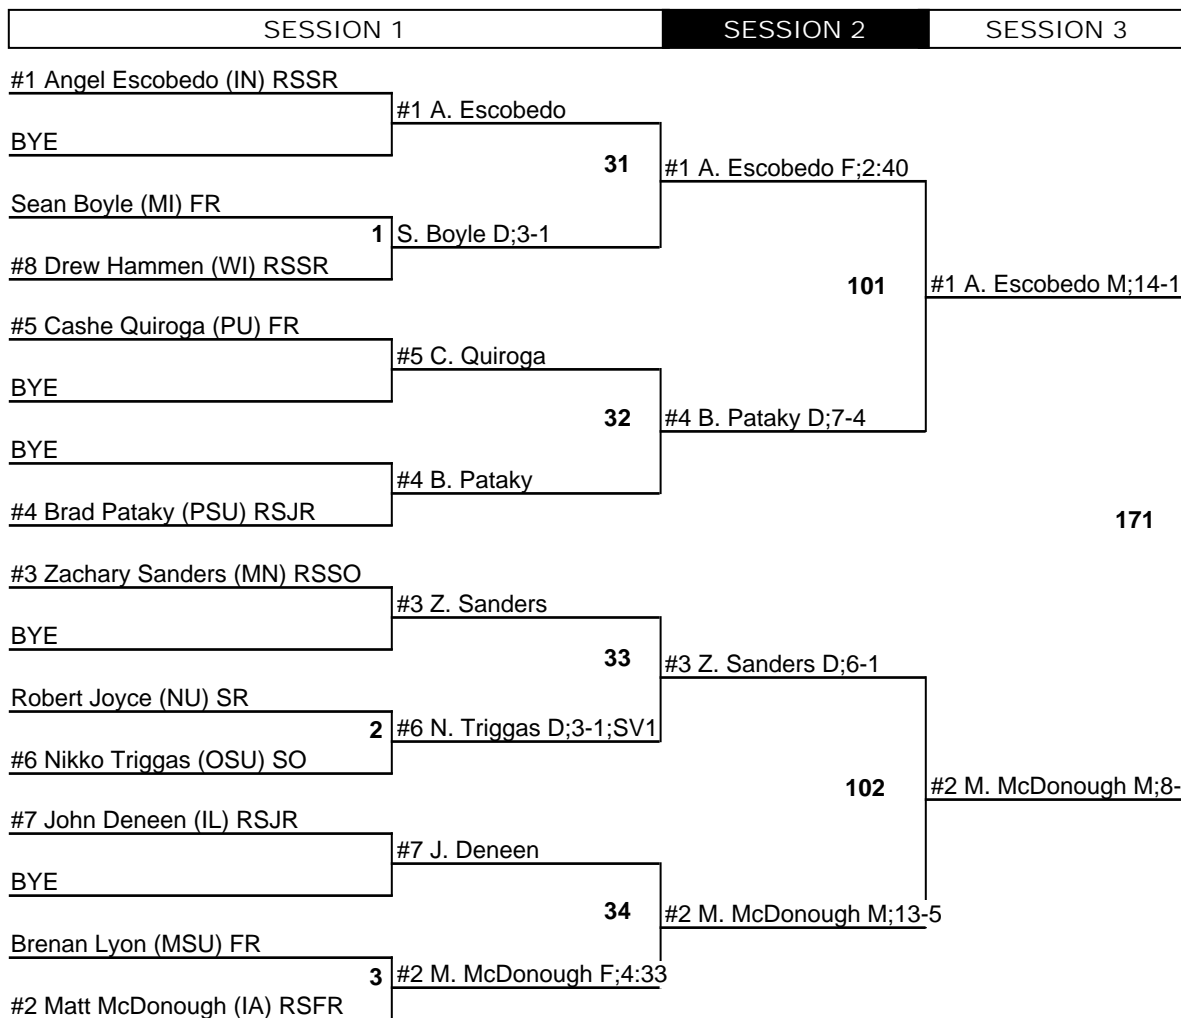 SESSION 1 SESSION 2 SESSION 3
#1 Angel Escobedo (IN) RSSR
#1 A. Escobedo
BYE
31
#1 A. Escobedo F;2:40
Sean Boyle (MI) FR
1 S. Boyle D;3-1
#8 Drew Hammen (WI) RSSR
101
#1 A. Escobedo M;14-1
#5 Cashe Quiroga (PU) FR
#5 C. Quiroga
BYE
32
#4 B. Pataky D;7-4
BYE
#4 B. Pataky
#4 Brad Pataky (PSU) RSJR
171
#3 Zachary Sanders (MN) RSSO
#3 Z. Sanders
BYE
33
#3 Z. Sanders D;6-1
Robert Joyce (NU) SR
2 #6 N. Triggas D;3-1;SV1
#6 Nikko Triggas (OSU) SO
102
#2 M. McDonough M;8-
#7 John Deneen (IL) RSJR
#7 J. Deneen
BYE
34
#2 M. McDonough M;13-5
Brenan Lyon (MSU) FR
3 #2 M. McDonough F;4:33
#2 Matt McDonough (IA) RSFR